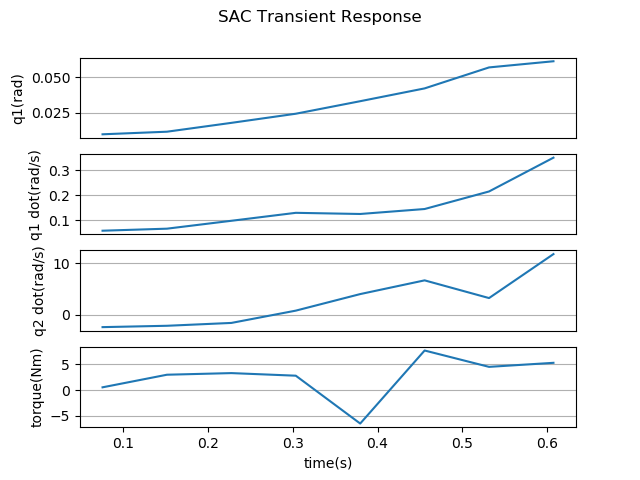 SAC Transient Response
q1(rad)
0.050
0.025
q1 dot(rad/s)
0.3
0.2
0.1
q2 dot(rad/s)
10
0
torque(Nm)
5
0
−5
0.1 0.2 0.3 0.4 0.5 0.6
time(s)